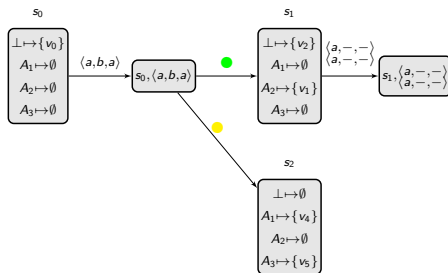 s₀
⊥↦{v₀}
A₁↦∅
A₂↦∅
A₃↦∅
⟨a,b,a⟩
s₀,⟨a,b,a⟩
s₁
⊥↦{v₂}
A₁↦∅
A₂↦{v₁}
A₃↦∅
⟨a,−,−⟩
⟨a,−,−⟩
s₁,⟨a,−,−⟩
⟨a,−,−⟩
s₂
⊥↦∅
A₁↦{v₄}
A₂↦∅
A₃↦{v₅}